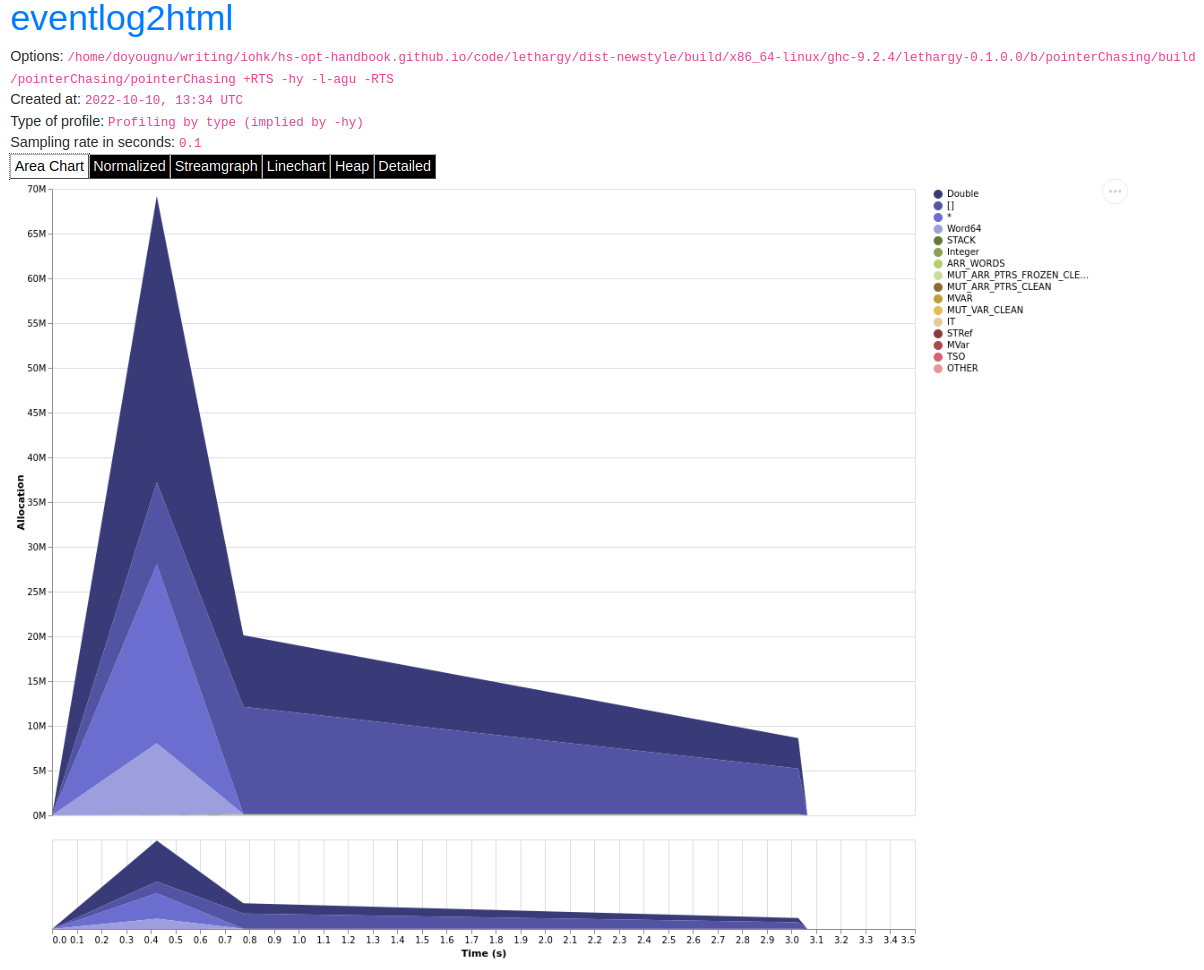 eventlog2html
Options: /home/doyougnu/writing/iohk/hs-opt-handbook.github.io/code/lethargy/dist-newstyle/build/x86_64-linux/ghc-9.2.4/lethargy-0.1.0.0/b/pointerChasing/build
/pointerChasing/pointerChasing +RTS -hy -l-agu -RTS
Created at: 2022-10-10, 13:34 UTC
Type of profile: Profiling by type (implied by -hy)
Sampling rate in seconds: 0.1
Area Chart Normalized Streamgraph Linechart Heap Detailed
70M
65M
60M
55M
50M
45M
40M
35M
30M
25M
20M
15M
10M
5M
0M
Allocation
Double
[]
*
Word64
STACK
Integer
ARR_WORDS
MUT_ARR_PTRS_FROZEN_CLE...
MUT_ARR_PTRS_CLEAN
MVAR
MUT_VAR_CLEAN
IT
STRef
MVar
TSO
OTHER
0.0 0.1 0.2 0.3 0.4 0.5 0.6 0.7 0.8 0.9 1.0 1.1 1.2 1.3 1.4 1.5 1.6 1.7 1.8 1.9 2.0 2.1 2.2 2.3 2.4 2.5 2.6 2.7 2.8 2.9 3.0 3.1 3.2 3.3 3.4 3.5
Time (s)